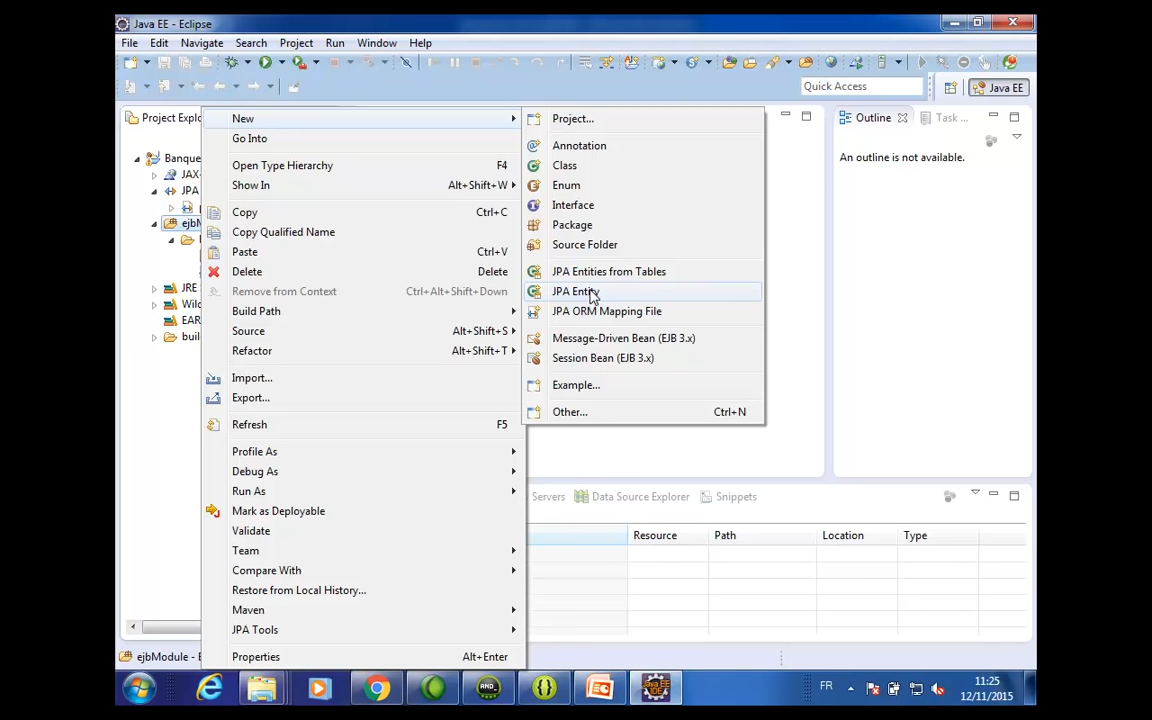 Java EE - Eclipse
File Edit Navigate Search Project Run Window Help
Quick Access
Java EE
Project Explo
Outline
Task ...
An outline is not available.
Banque
JAX-
JPA
ejbM
JRE
Wild
EAR
buil
New
Go Into
Open Type Hierarchy F4
Show In Alt+Shift+W
Copy Ctrl+C
Copy Qualified Name
Paste Ctrl+V
Delete Delete
Remove from Context Ctrl+Alt+Shift+Down
Build Path
Source Alt+Shift+S
Refactor Alt+Shift+T
Import...
Export...
Refresh F5
Profile As
Debug As
Run As
Mark as Deployable
Validate
Team
Compare With
Restore from Local History...
Maven
JPA Tools
Properties Alt+Enter
Project...
Annotation
Class
Enum
Interface
Package
Source Folder
JPA Entities from Tables
JPA Entity
JPA ORM Mapping File
Message-Driven Bean (EJB 3.x)
Session Bean (EJB 3.x)
Example...
Other... Ctrl+N
Servers Data Source Explorer Snippets
Resource Path Location Type
ejbModule -
AND_
Java EE
IDE
FR
11:25
12/11/2015